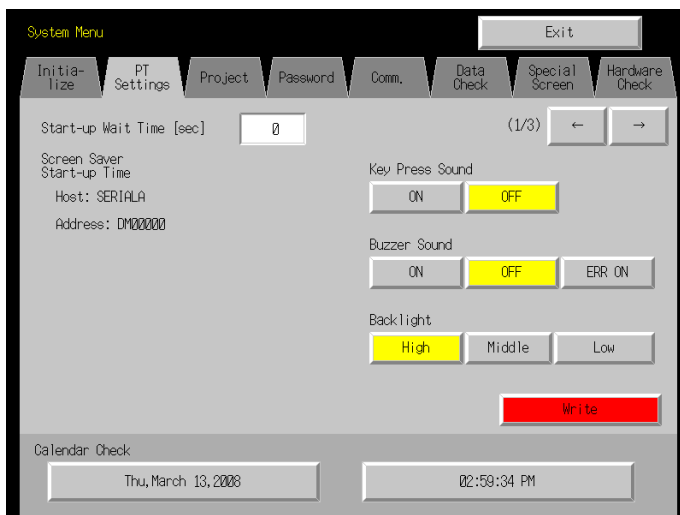 System Menu
Exit
Initia-
lize
PT
Settings
Project
Password
Comm.
Data
Check
Special
Screen
Hardware
Check
Start-up Wait Time [sec]
0
(1/3)
←
→
Screen Saver
Start-up Time
Host: SERIALA
Address: DM00000
Key Press Sound
ON
OFF
Buzzer Sound
ON
OFF
ERR ON
Backlight
High
Middle
Low
Write
Calendar Check
Thu,March 13,2008
02:59:34 PM